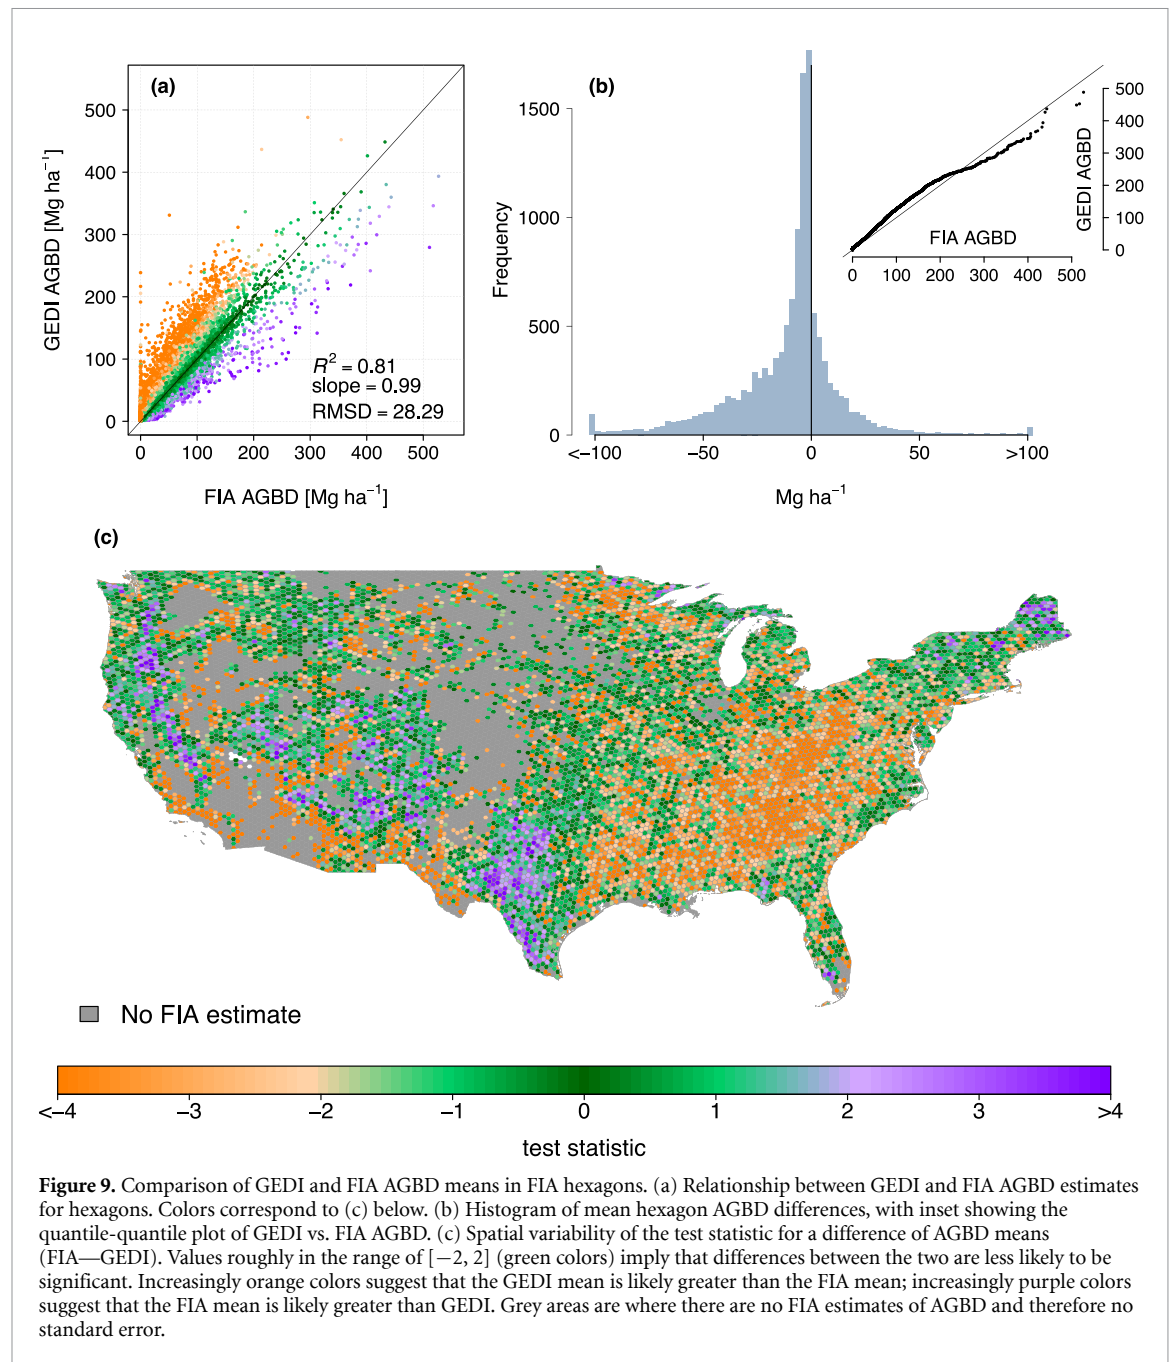 (a)
500
400
300
200
100
0
GEDI AGBD [Mg ha⁻¹]
R² = 0.81
slope = 0.99
RMSD = 28.29
0 100 200 300 400 500
FIA AGBD [Mg ha⁻¹]
(b)
1500
1000
500
0
Frequency
<−100 −50 0 50 >100
Mg ha⁻¹
500
400
300
200
100
0
GEDI AGBD
FIA AGBD
0 100 200 300 400 500
(c)
No FIA estimate
<−4 −3 −2 −1 0 1 2 3 >4
test statistic
Figure 9. Comparison of GEDI and FIA AGBD means in FIA hexagons. (a) Relationship between GEDI and FIA AGBD estimates
for hexagons. Colors correspond to (c) below. (b) Histogram of mean hexagon AGBD differences, with inset showing the
quantile-quantile plot of GEDI vs. FIA AGBD. (c) Spatial variability of the test statistic for a difference of AGBD means
(FIA—GEDI). Values roughly in the range of [−2, 2] (green colors) imply that differences between the two are less likely to be
significant. Increasingly orange colors suggest that the GEDI mean is likely greater than the FIA mean; increasingly purple colors
suggest that the FIA mean is likely greater than GEDI. Grey areas are where there are no FIA estimates of AGBD and therefore no
standard error.